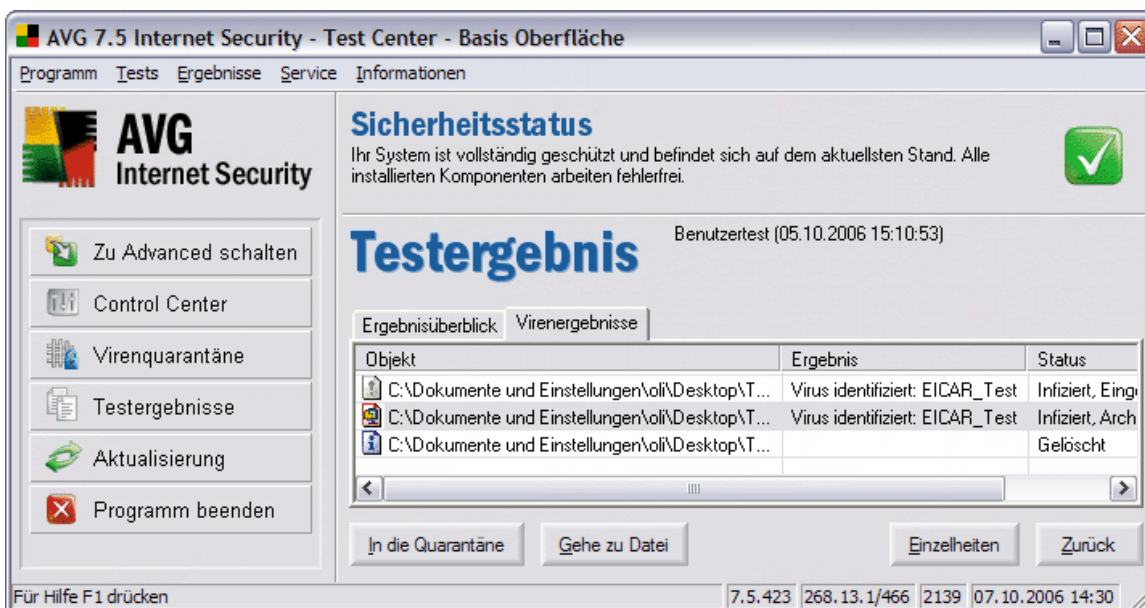 AVG 7.5 Internet Security - Test Center - Basis Oberfläche
Programm Tests Ergebnisse Service Informationen
AVG
Internet Security
Zu Advanced schalten
Control Center
Virenquarantäne
Testergebnisse
Aktualisierung
Programm beenden
Sicherheitsstatus
Ihr System ist vollständig geschützt und befindet sich auf dem aktuellsten Stand. Alle
installierten Komponenten arbeiten fehlerfrei.
Testergebnis
Benutzertest (05.10.2006 15:10:53)
Ergebnisüberblick Virenergebnisse
Objekt Ergebnis Status
C:\Dokumente und Einstellungen\oli\Desktop\T... Virus identifiziert: EICAR_Test Infiziert, Eing
C:\Dokumente und Einstellungen\oli\Desktop\T... Virus identifiziert: EICAR_Test Infiziert, Arch
C:\Dokumente und Einstellungen\oli\Desktop\T... Gelöscht
In die Quarantäne Gehe zu Datei Einzelheiten Zurück
Für Hilfe F1 drücken 7.5.423 268.13.1/466 2139 07.10.2006 14:30